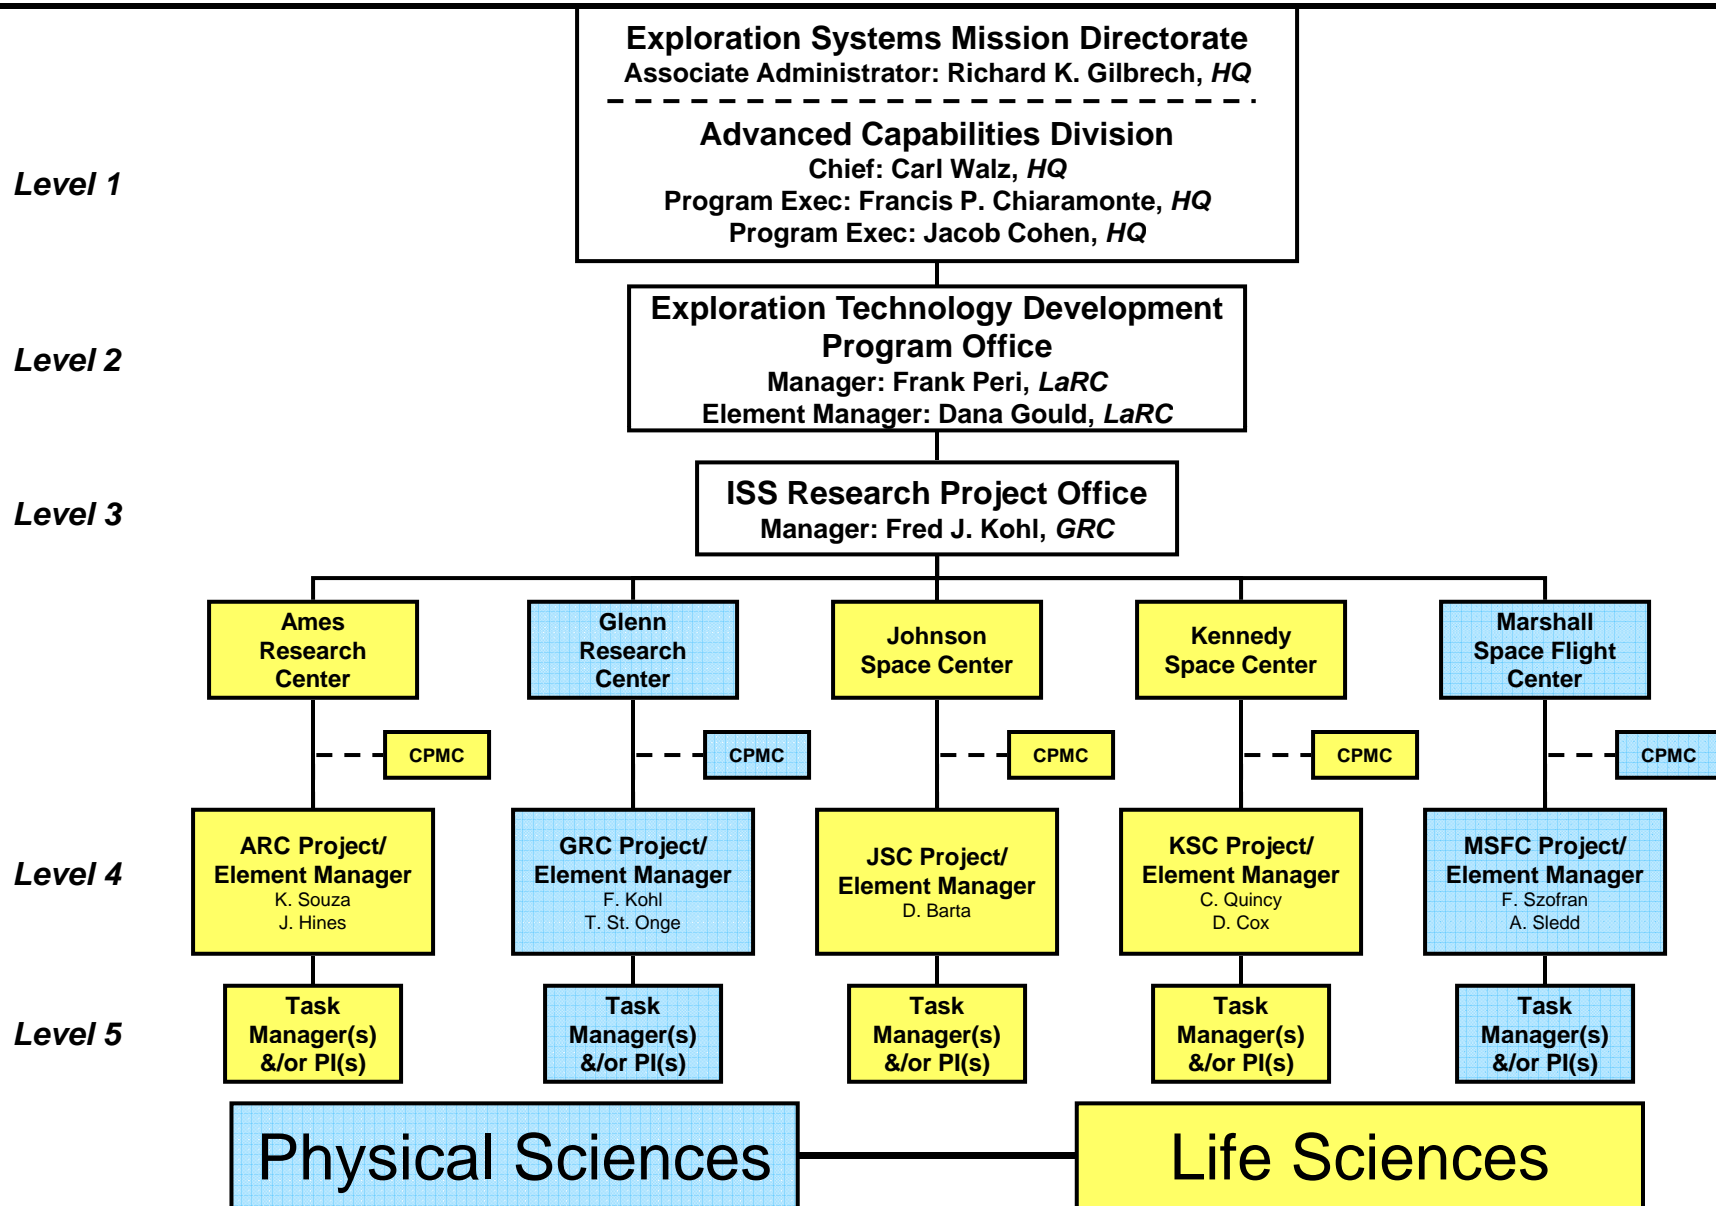 Exploration Systems Mission Directorate
Associate Administrator: Richard K. Gilbrech, HQ
Advanced Capabilities Division
Chief: Carl Walz, HQ
Program Exec: Francis P. Chiaramonte, HQ
Program Exec: Jacob Cohen, HQ
Level 1
Exploration Technology Development
Program Office
Manager: Frank Peri, LaRC
Element Manager: Dana Gould, LaRC
Level 2
ISS Research Project Office
Manager: Fred J. Kohl, GRC
Level 3
Ames
Research
Center
Glenn
Research
Center
Johnson
Space Center
Kennedy
Space Center
Marshall
Space Flight
Center
CPMC
CPMC
CPMC
CPMC
CPMC
Level 4
ARC Project/
Element Manager
K. Souza
J. Hines
GRC Project/
Element Manager
F. Kohl
T. St. Onge
JSC Project/
Element Manager
D. Barta
KSC Project/
Element Manager
C. Quincy
D. Cox
MSFC Project/
Element Manager
F. Szofran
A. Sledd
Level 5
Task
Manager(s)
&/or PI(s)
Task
Manager(s)
&/or PI(s)
Task
Manager(s)
&/or PI(s)
Task
Manager(s)
&/or PI(s)
Task
Manager(s)
&/or PI(s)
Physical Sciences
Life Sciences